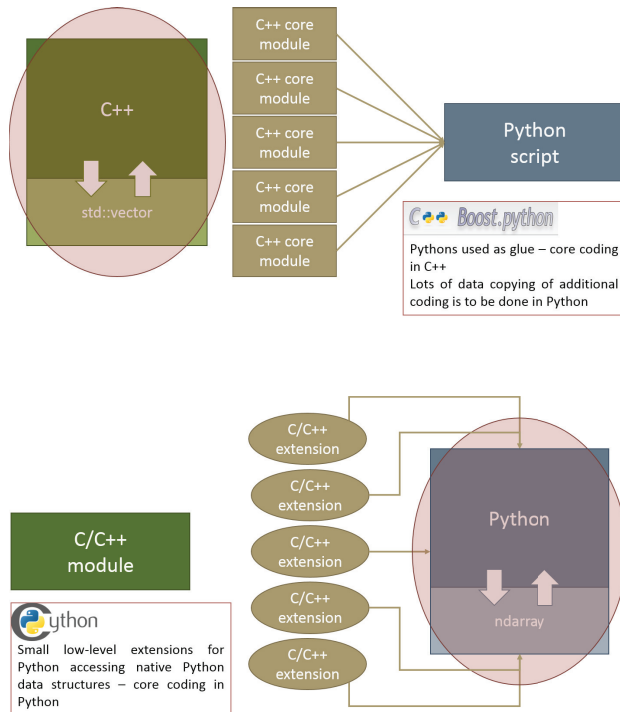 C++
std::vector
C++ core
module
C++ core
module
C++ core
module
C++ core
module
C++ core
module
Python
script
C++ Boost.python
Pythons used as glue – core coding
in C++
Lots of data copying of additional
coding is to be done in Python
C/C++
extension
C/C++
extension
C/C++
extension
C/C++
extension
C/C++
extension
Python
ndarray
C/C++
module
Cython
Small low-level extensions for
Python accessing native Python
data structures – core coding in
Python